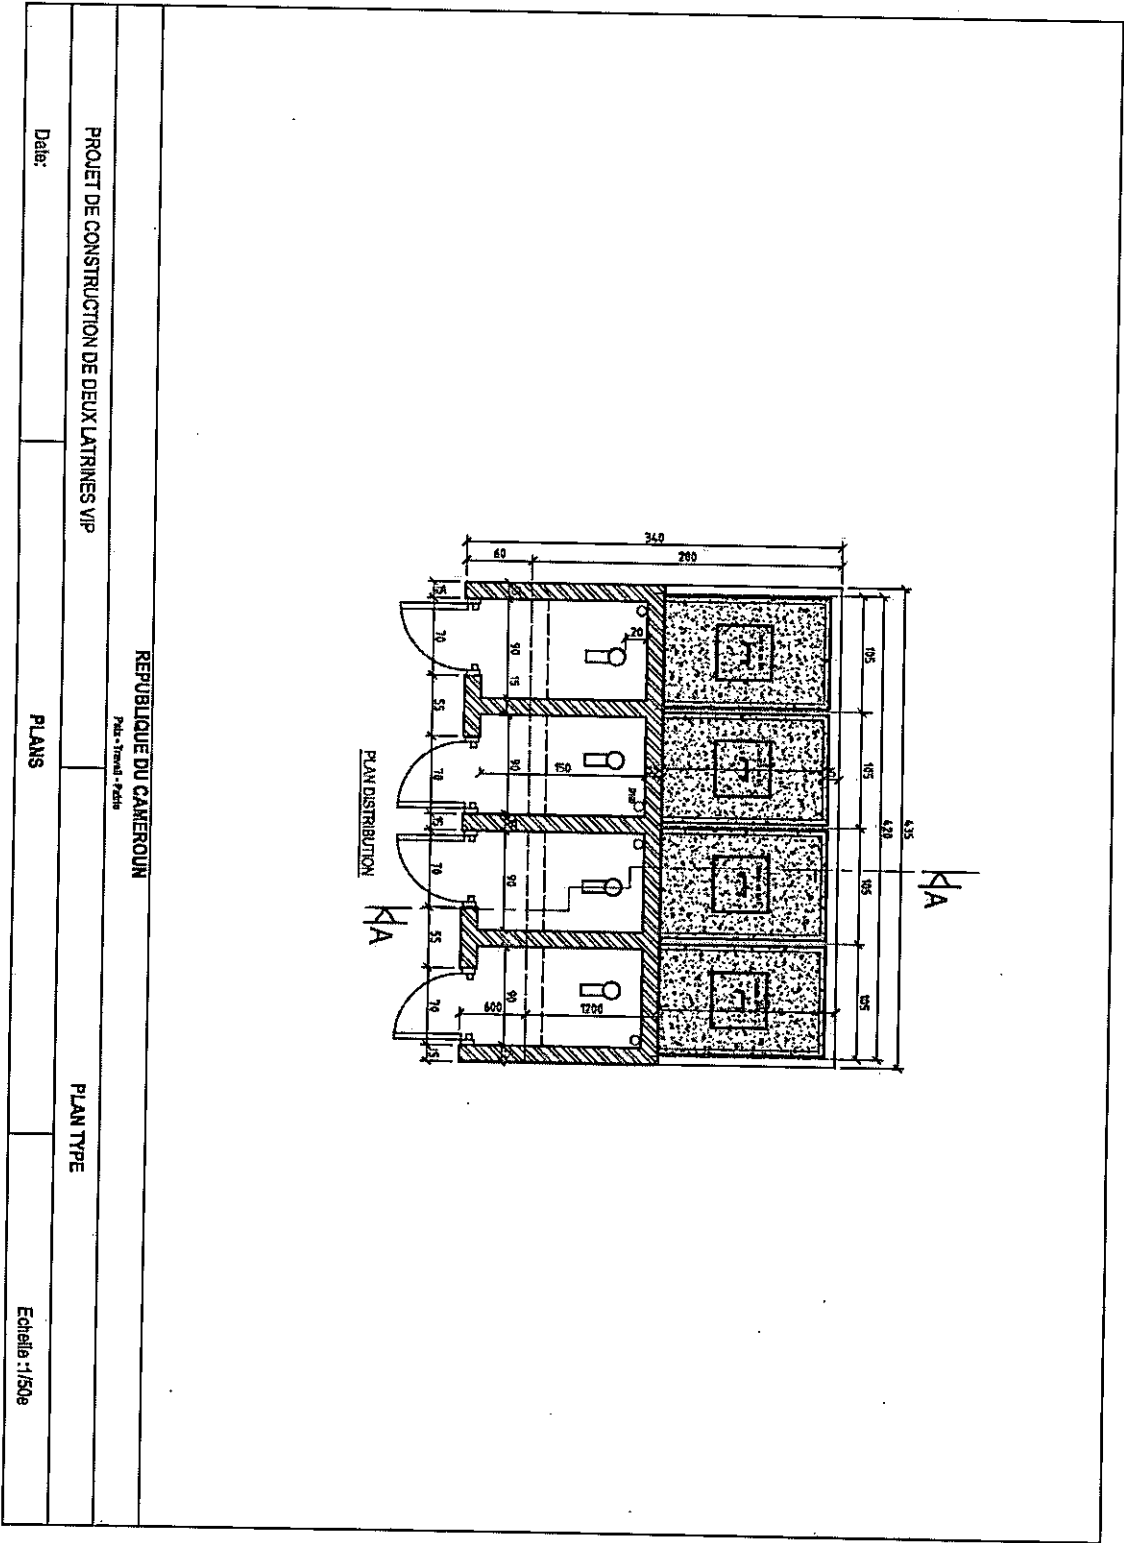 435
420
105
105
105
105
A
340
280
60
20
150
1200
600
15
90
15
90
90
90
15
70
55
70
15
70
55
70
15
A
PLAN DISTRIBUTION
REPUBLIQUE DU CAMEROUN
Paix - Travail - Patrie
PROJET DE CONSTRUCTION DE DEUX LATRINES VIP
PLAN TYPE
Date:
PLANS
Echelle :1/50e